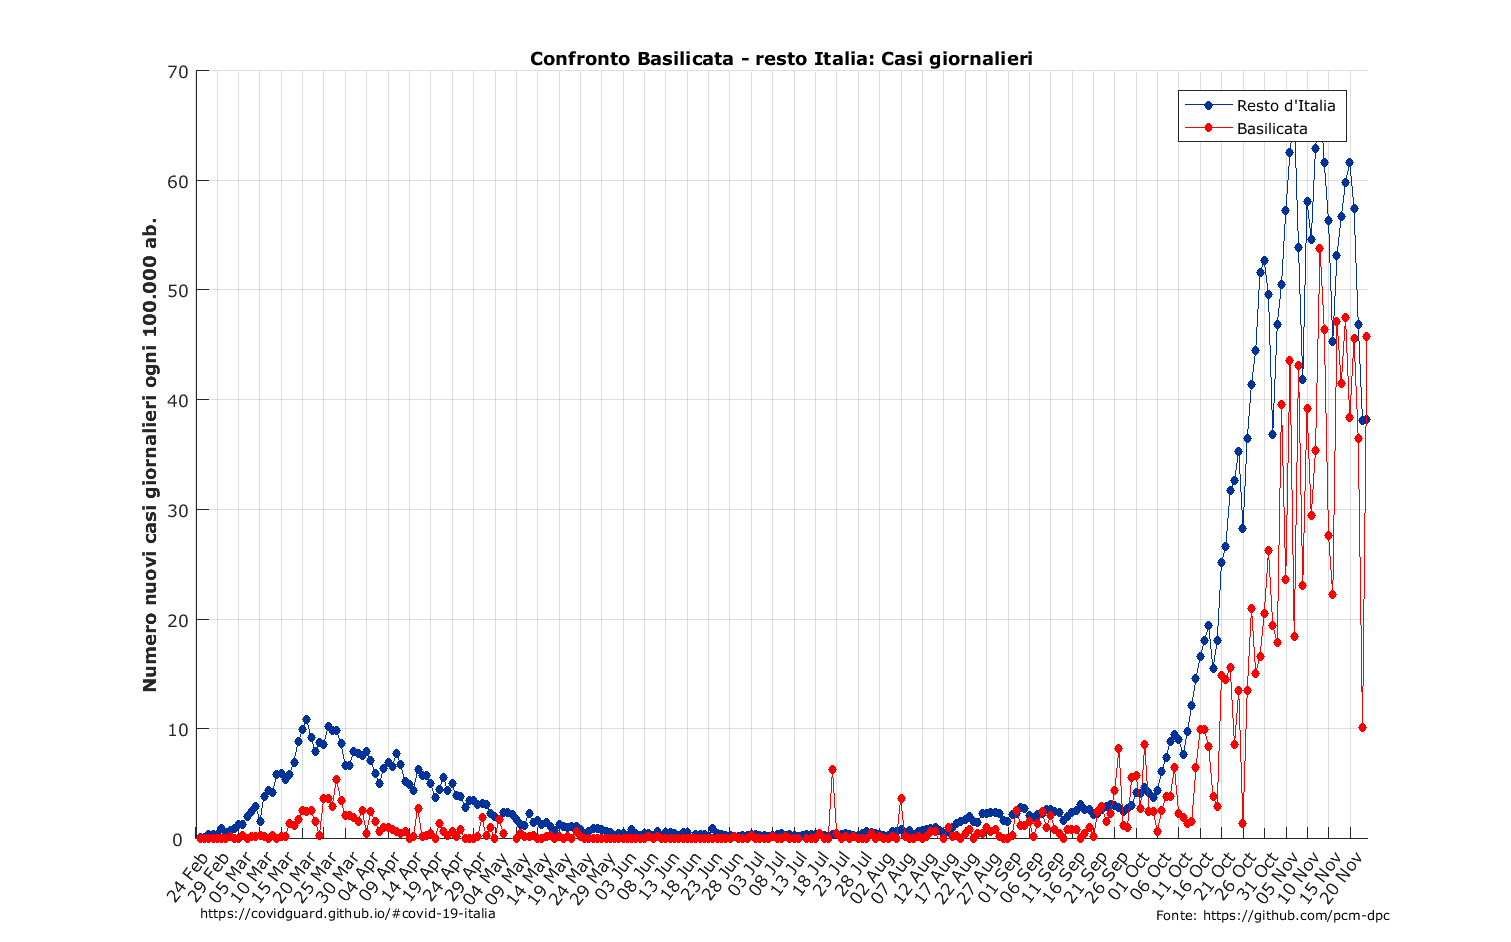 Confronto Basilicata - resto Italia: Casi giornalieri
Numero nuovi casi giornalieri ogni 100.000 ab.
70
60
50
40
30
20
10
0
Resto d'Italia
Basilicata
24 Feb
29 Feb
05 Mar
10 Mar
15 Mar
20 Mar
25 Mar
30 Mar
04 Apr
09 Apr
14 Apr
19 Apr
24 Apr
29 Apr
04 May
09 May
14 May
19 May
24 May
29 May
03 Jun
08 Jun
13 Jun
18 Jun
23 Jun
28 Jun
03 Jul
08 Jul
13 Jul
18 Jul
23 Jul
28 Jul
02 Aug
07 Aug
12 Aug
17 Aug
22 Aug
27 Aug
01 Sep
06 Sep
11 Sep
16 Sep
21 Sep
26 Sep
01 Oct
06 Oct
11 Oct
16 Oct
21 Oct
26 Oct
31 Oct
05 Nov
10 Nov
15 Nov
20 Nov
https://covidguard.github.io/#covid-19-italia
Fonte: https://github.com/pcm-dpc